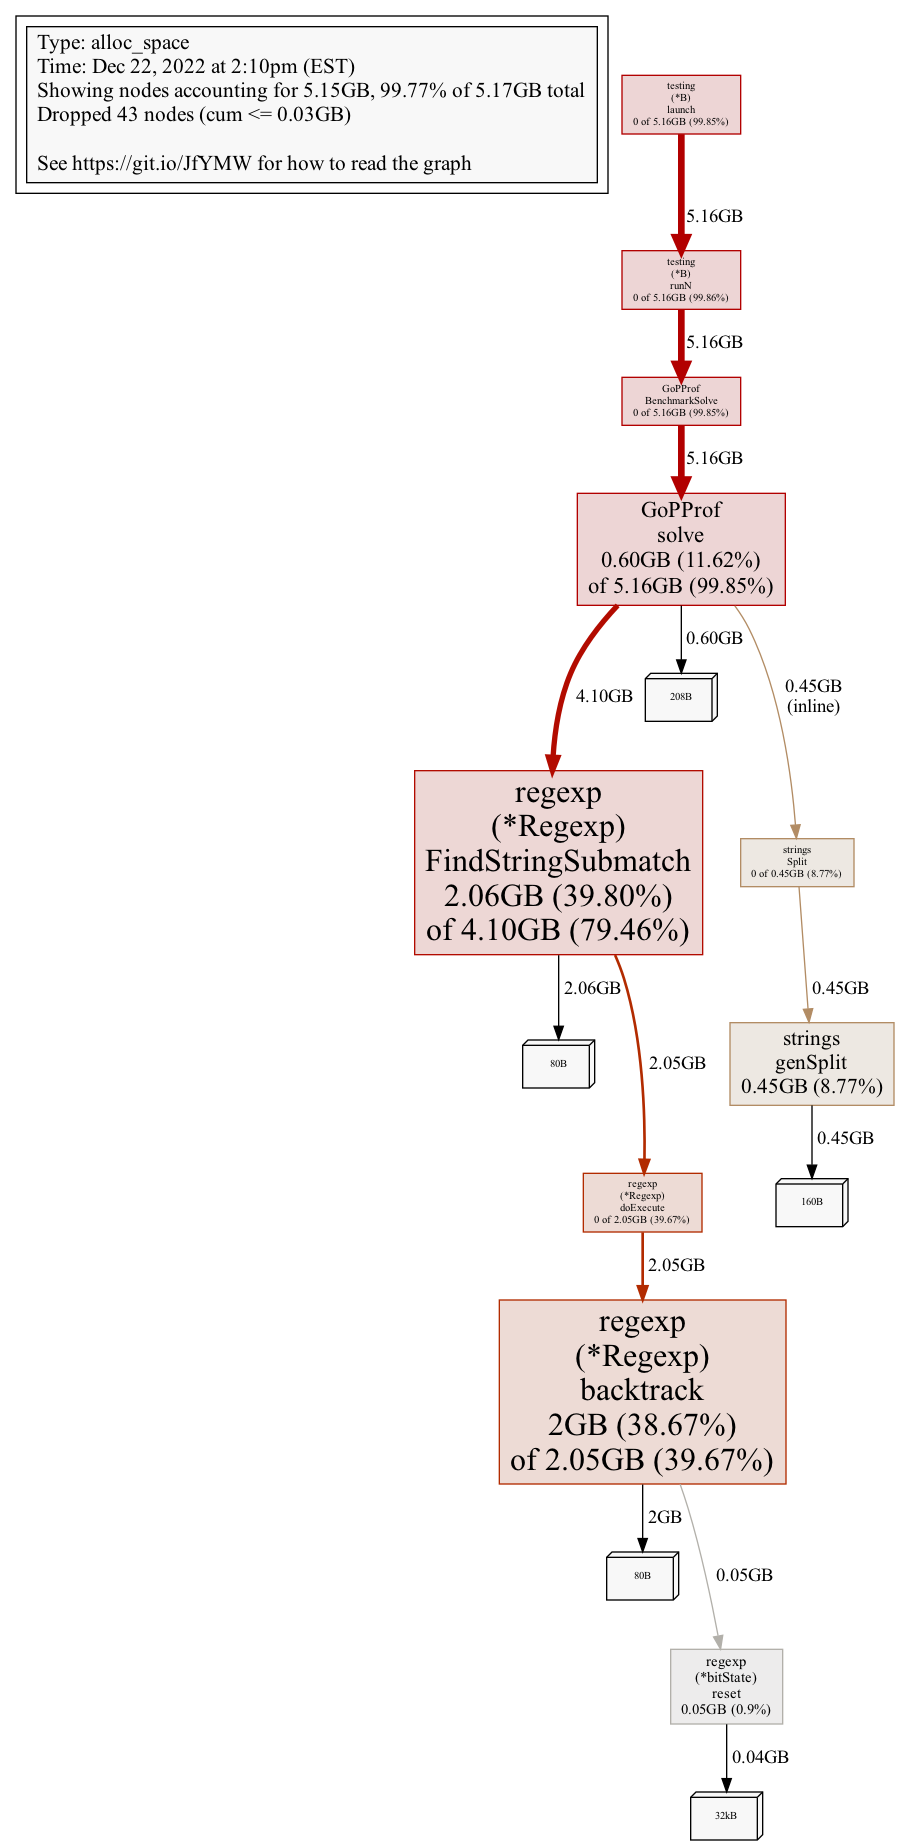 Type: alloc_space
Time: Dec 22, 2022 at 2:10pm (EST)
Showing nodes accounting for 5.15GB, 99.77% of 5.17GB total
Dropped 43 nodes (cum <= 0.03GB)
See https://git.io/JfYMW for how to read the graph
testing
(*B)
launch
0 of 5.16GB (99.85%)
5.16GB
testing
(*B)
runN
0 of 5.16GB (99.86%)
5.16GB
GoPProf
BenchmarkSolve
0 of 5.16GB (99.85%)
5.16GB
GoPProf
solve
0.60GB (11.62%)
of 5.16GB (99.85%)
4.10GB
0.60GB
0.45GB
(inline)
208B
regexp
(*Regexp)
FindStringSubmatch
2.06GB (39.80%)
of 4.10GB (79.46%)
strings
Split
0 of 0.45GB (8.77%)
2.06GB
2.05GB
0.45GB
80B
strings
genSplit
0.45GB (8.77%)
0.45GB
160B
regexp
(*Regexp)
doExecute
0 of 2.05GB (39.67%)
2.05GB
regexp
(*Regexp)
backtrack
2GB (38.67%)
of 2.05GB (39.67%)
2GB
0.05GB
80B
regexp
(*bitState)
reset
0.05GB (0.9%)
0.04GB
32kB